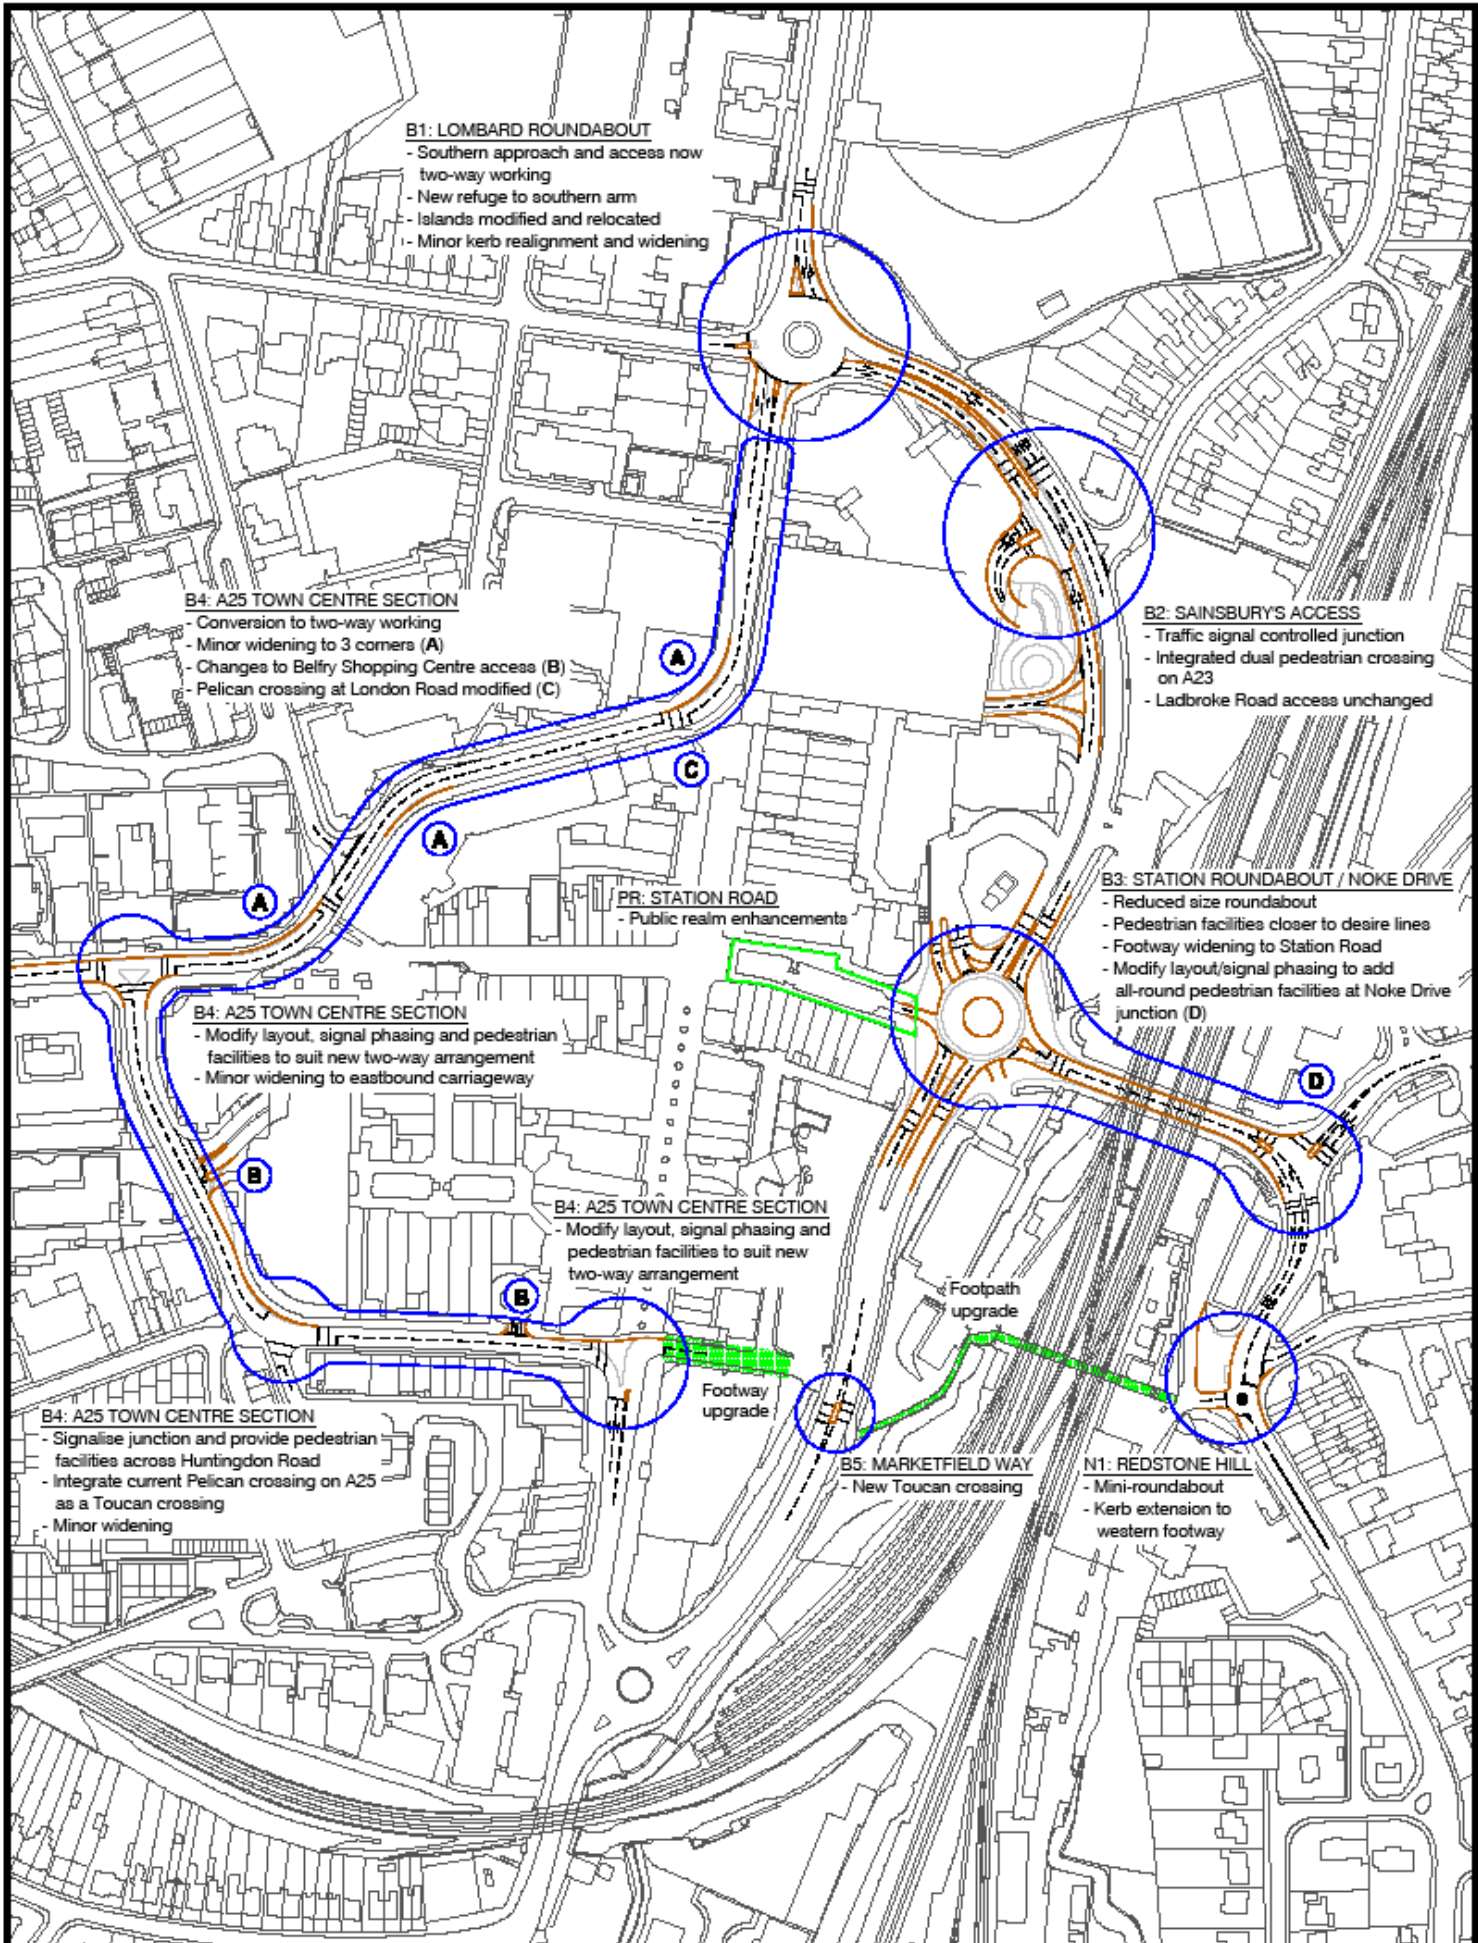 B1: LOMBARD ROUNDABOUT
- Southern approach and access now
two-way working
- New refuge to southern arm
- Islands modified and relocated
- Minor kerb realignment and widening
B4: A25 TOWN CENTRE SECTION
- Conversion to two-way working
- Minor widening to 3 corners (A)
- Changes to Belfry Shopping Centre access (B)
- Pelican crossing at London Road modified (C)
B2: SAINSBURY'S ACCESS
- Traffic signal controlled junction
- Integrated dual pedestrian crossing
on A23
- Ladbroke Road access unchanged
A
C
A
A
PR: STATION ROAD
- Public realm enhancements
B3: STATION ROUNDABOUT / NOKE DRIVE
- Reduced size roundabout
- Pedestrian facilities closer to desire lines
- Footway widening to Station Road
- Modify layout/signal phasing to add
all-round pedestrian facilities at Noke Drive
junction (D)
B4: A25 TOWN CENTRE SECTION
- Modify layout, signal phasing and pedestrian
facilities to suit new two-way arrangement
- Minor widening to eastbound carriageway
D
B
B4: A25 TOWN CENTRE SECTION
- Modify layout, signal phasing and
pedestrian facilities to suit new
two-way arrangement
B
Footpath
upgrade
Footway
upgrade
B4: A25 TOWN CENTRE SECTION
- Signalise junction and provide pedestrian
facilities across Huntingdon Road
- Integrate current Pelican crossing on A25
as a Toucan crossing
- Minor widening
B5: MARKETFIELD WAY
- New Toucan crossing
N1: REDSTONE HILL
- Mini-roundabout
- Kerb extension to
western footway